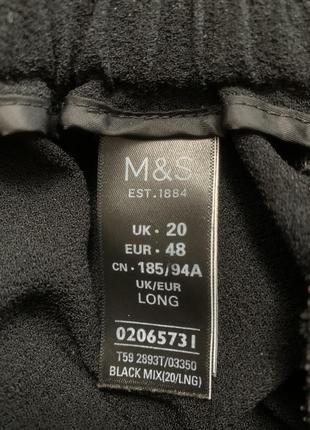 M&S
EST. 1884
UK • 20
EUR • 48
CN • 185/94A
UK/EUR
LONG
02065731
T59 2893T/03350
BLACK MIX(20/LNG)